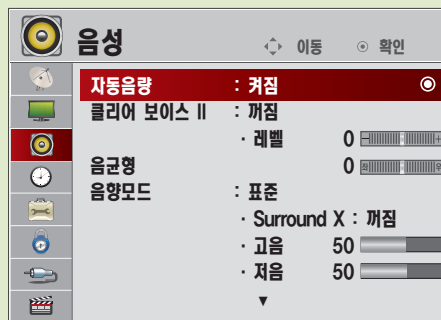 음성 이동 확인
자동음량 : 켜짐
클리어 보이스 II : 꺼짐
· 레벨 0 - +
음균형 0 좌 우
음향모드 : 표준
· Surround X : 꺼짐
· 고음 50
· 저음 50
▼